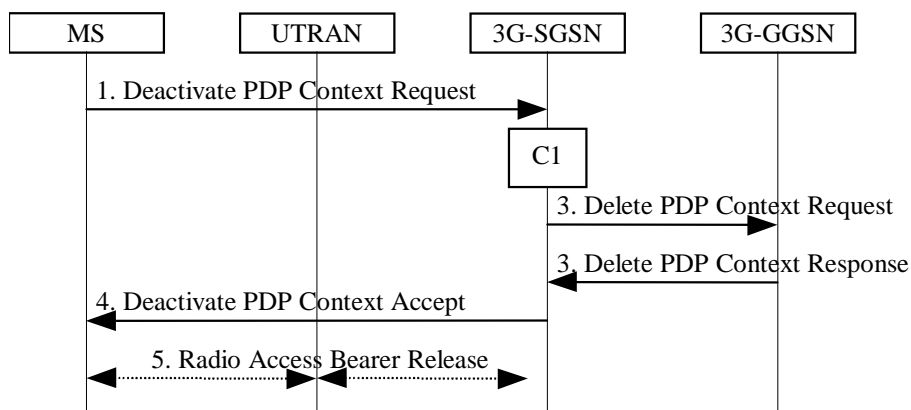 MS UTRAN 3G-SGSN 3G-GGSN
1. Deactivate PDP Context Request
C1
3. Delete PDP Context Request
3. Delete PDP Context Response
4. Deactivate PDP Context Accept
5. Radio Access Bearer Release